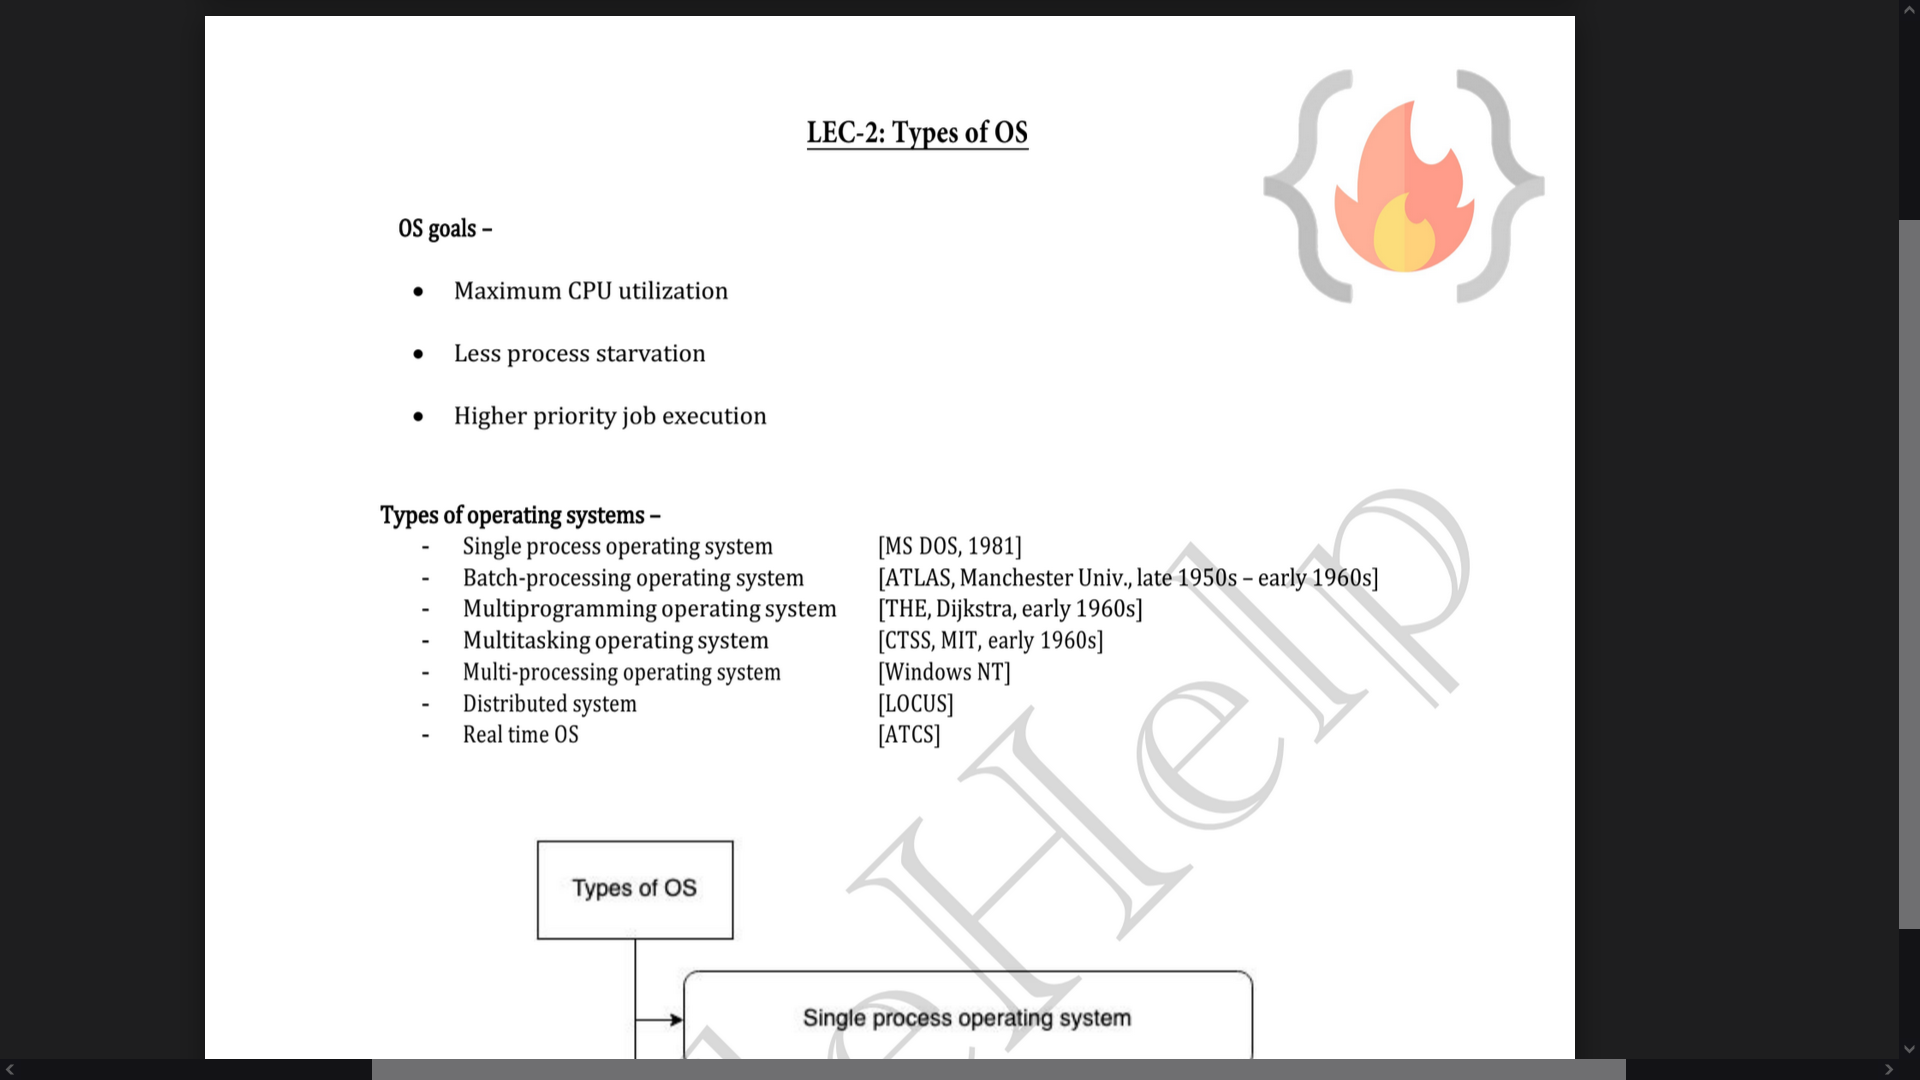 LEC-2: Types of OS
OS goals –
• Maximum CPU utilization
• Less process starvation
• Higher priority job execution
Types of operating systems –
- Single process operating system [MS DOS, 1981]
- Batch-processing operating system [ATLAS, Manchester Univ., late 1950s – early 1960s]
- Multiprogramming operating system [THE, Dijkstra, early 1960s]
- Multitasking operating system [CTSS, MIT, early 1960s]
- Multi-processing operating system [Windows NT]
- Distributed system [LOCUS]
- Real time OS [ATCS]
Types of OS
Single process operating system
eHelp